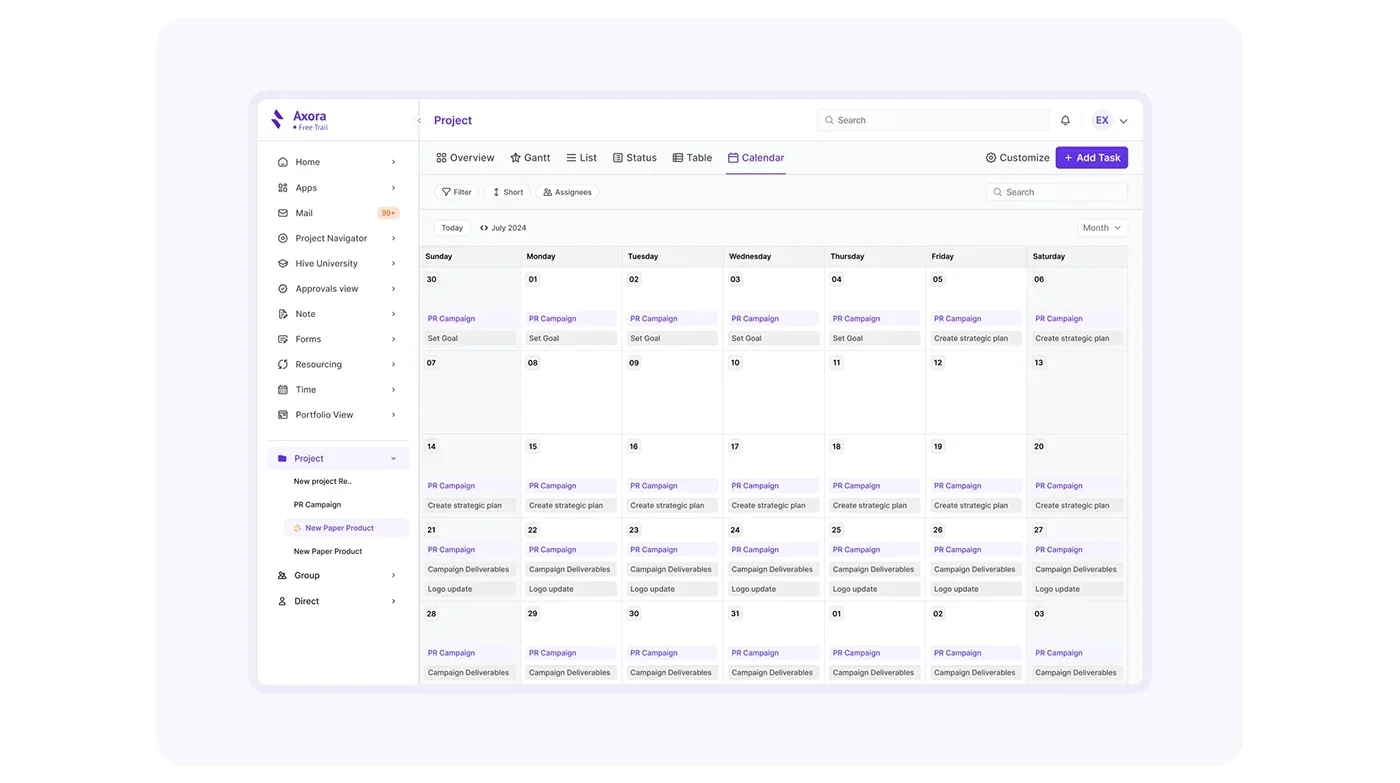 Axora
Free Trail
Home
Apps
Mail 99+
Project Navigator
Hive University
Approvals view
Note
Forms
Resourcing
Time
Portfolio View
Project
New project Re..
PR Campaign
New Paper Product
New Paper Product
Group
Direct
Project Search EX
Overview Gantt List Status Table Calendar Customize + Add Task
Filter Short Assignees Search
Today <> July 2024 Month
Sunday Monday Tuesday Wednesday Thursday Friday Saturday
30 01 02 03 04 05 06
PR Campaign PR Campaign PR Campaign PR Campaign PR Campaign PR Campaign PR Campaign
Set Goal Set Goal Set Goal Set Goal Set Goal Create strategic plan Create strategic plan
07 08 09 10 11 12 13
14 15 16 17 18 19 20
PR Campaign PR Campaign PR Campaign PR Campaign PR Campaign PR Campaign PR Campaign
Create strategic plan Create strategic plan Create strategic plan Create strategic plan Create strategic plan Create strategic plan Create strategic plan
21 22 23 24 25 26 27
PR Campaign PR Campaign PR Campaign PR Campaign PR Campaign PR Campaign PR Campaign
Campaign Deliverables Campaign Deliverables Campaign Deliverables Campaign Deliverables Campaign Deliverables Campaign Deliverables Campaign Deliverables
Logo update Logo update Logo update Logo update Logo update Logo update Logo update
28 29 30 31 01 02 03
PR Campaign PR Campaign PR Campaign PR Campaign PR Campaign PR Campaign PR Campaign
Campaign Deliverables Campaign Deliverables Campaign Deliverables Campaign Deliverables Campaign Deliverables Campaign Deliverables Campaign Deliverables